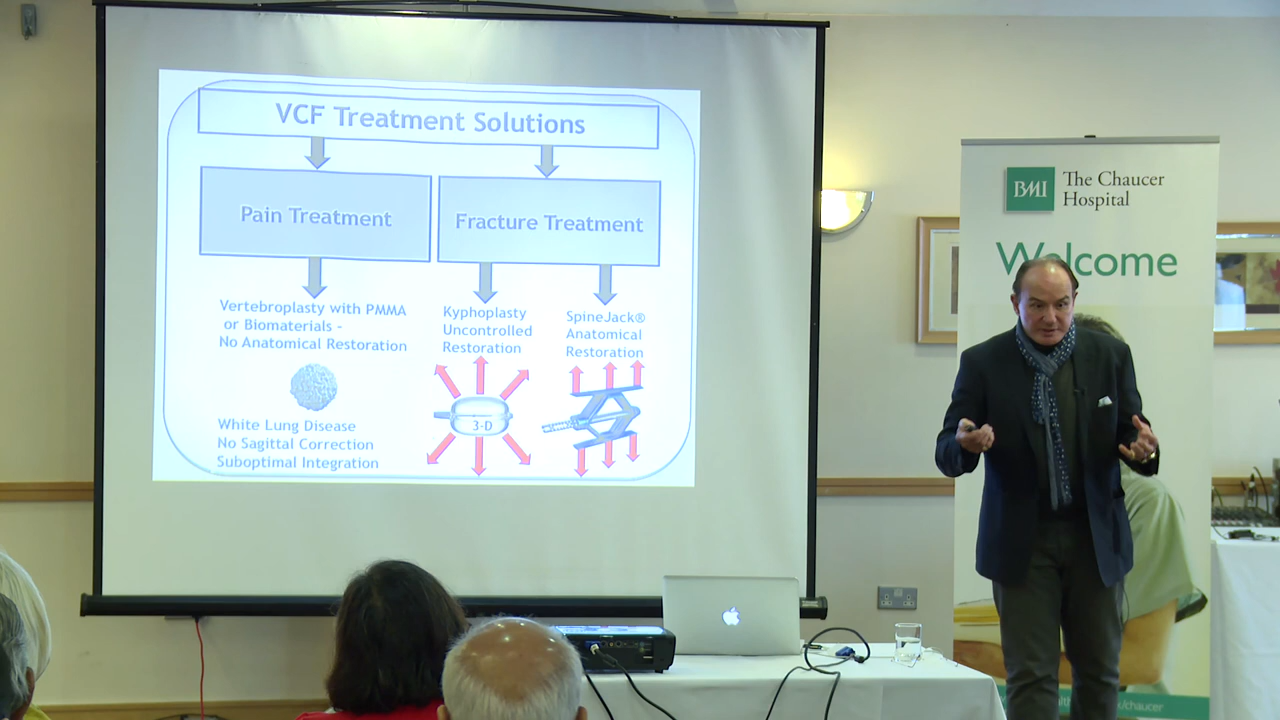 VCF Treatment Solutions
Pain Treatment
Fracture Treatment
Vertebroplasty with PMMA
or Biomaterials -
No Anatomical Restoration
Kyphoplasty
Uncontrolled
Restoration
SpineJack®
Anatomical
Restoration
3-D
White Lung Disease
No Sagittal Correction
Suboptimal Integration
BMI
The Chaucer
Hospital
Welcome
/chaucer